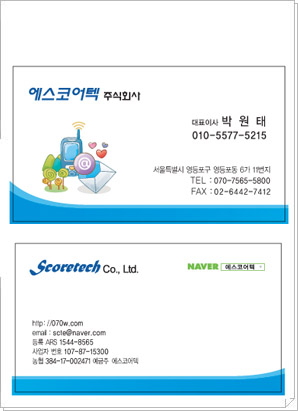 에스코어텍 주식회사
대표이사 박 원 태
010-5577-5215
서울특별시 영등포구 영등포동 6가 11번지
TEL : 070-7565-5800
FAX : 02-6442-7412
Scoretech Co., Ltd.
NAVER 에스코어텍
http: //070w.com
email : scte@naver.com
등록 ARS 1544-8565
사업자 번호 107-87-15300
농협 384-17-002471 예금주 에스코어텍